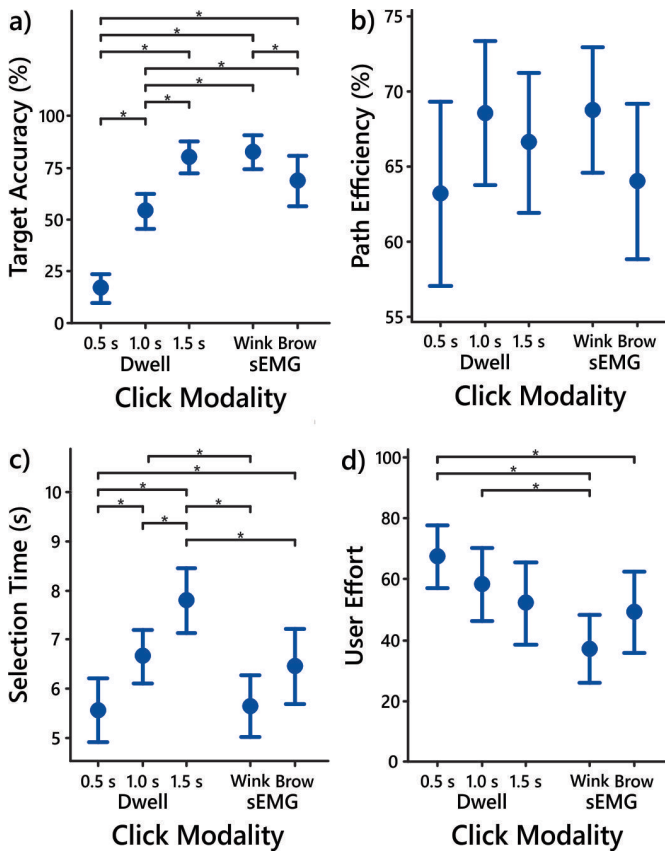 a)
Target Accuracy (%)
*
*
*
*
*
*
*
*
100
75
50
25
0
0.5 s 1.0 s 1.5 s Wink Brow
Dwell sEMG
Click Modality
b)
Path Efficiency (%)
75
70
65
60
55
0.5 s 1.0 s 1.5 s Wink Brow
Dwell sEMG
Click Modality
c)
Selection Time (s)
*
*
*
*
*
*
*
10
9
8
7
6
5
0.5 s 1.0 s 1.5 s Wink Brow
Dwell sEMG
Click Modality
d)
User Effort
*
*
*
100
80
60
40
20
0
0.5 s 1.0 s 1.5 s Wink Brow
Dwell sEMG
Click Modality